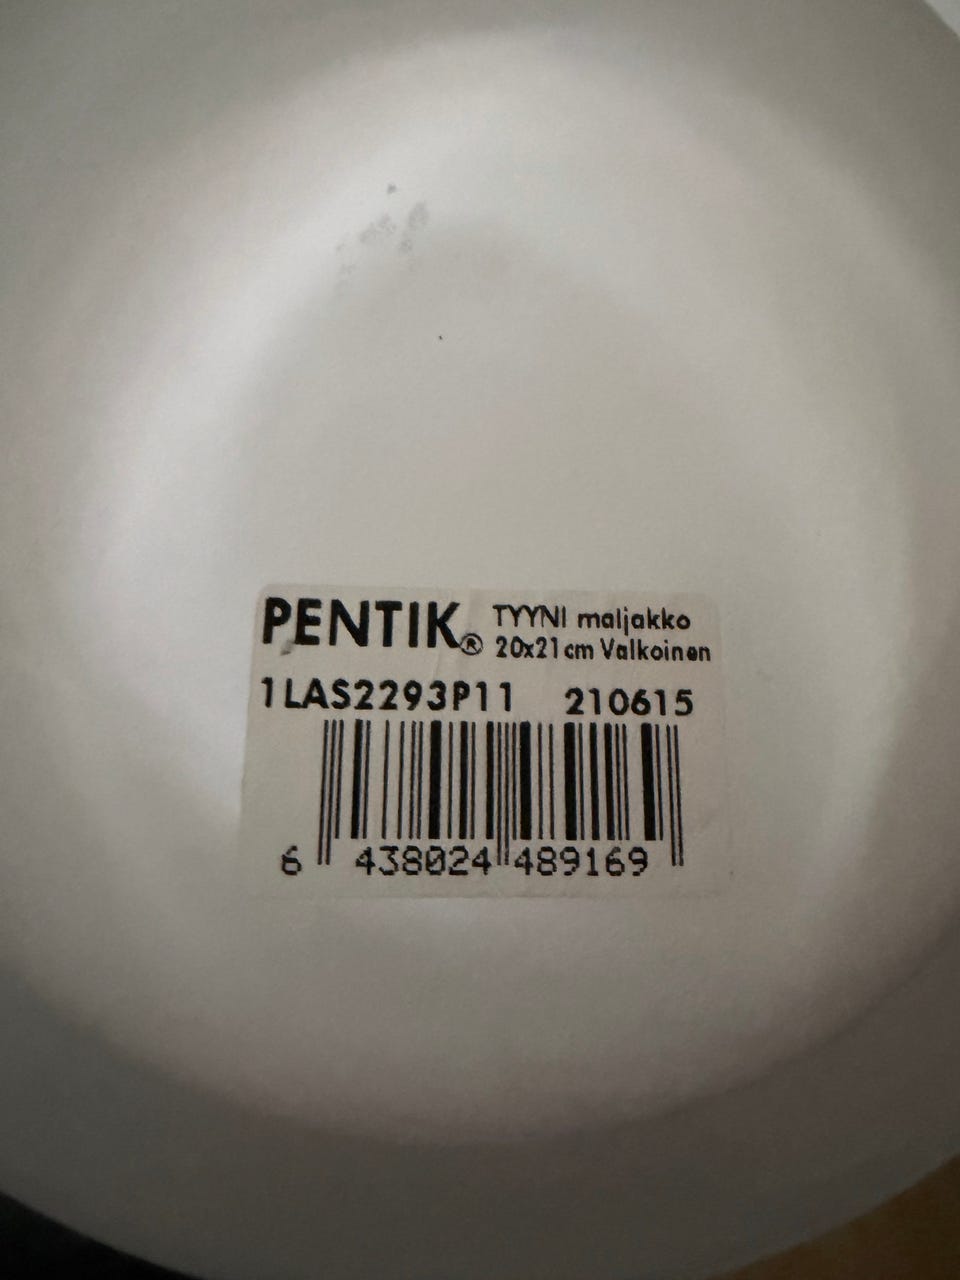 PENTIK® TYYNI maljakko
20x21cm Valkoinen
1LAS2293P11 210615
6 438024 489169